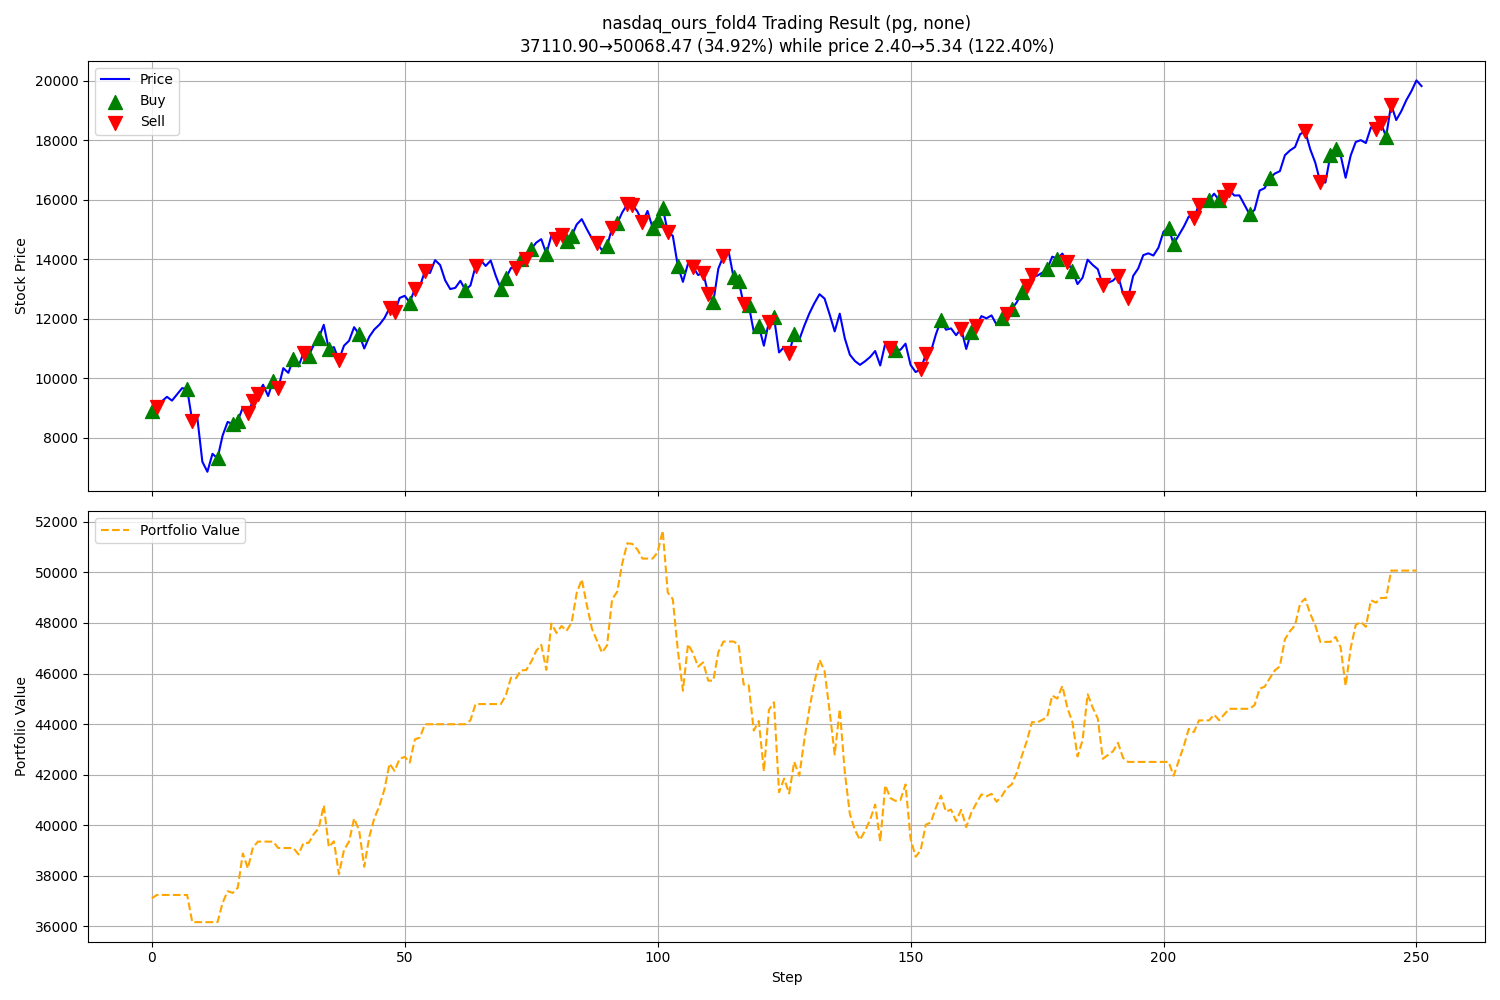 nasdaq_ours_fold4 Trading Result (pg, none)
37110.90→50068.47 (34.92%) while price 2.40→5.34 (122.40%)
Price
Buy
Sell
Stock Price
20000
18000
16000
14000
12000
10000
8000
Portfolio Value
Portfolio Value
52000
50000
48000
46000
44000
42000
40000
38000
36000
0
50
100
150
200
250
Step